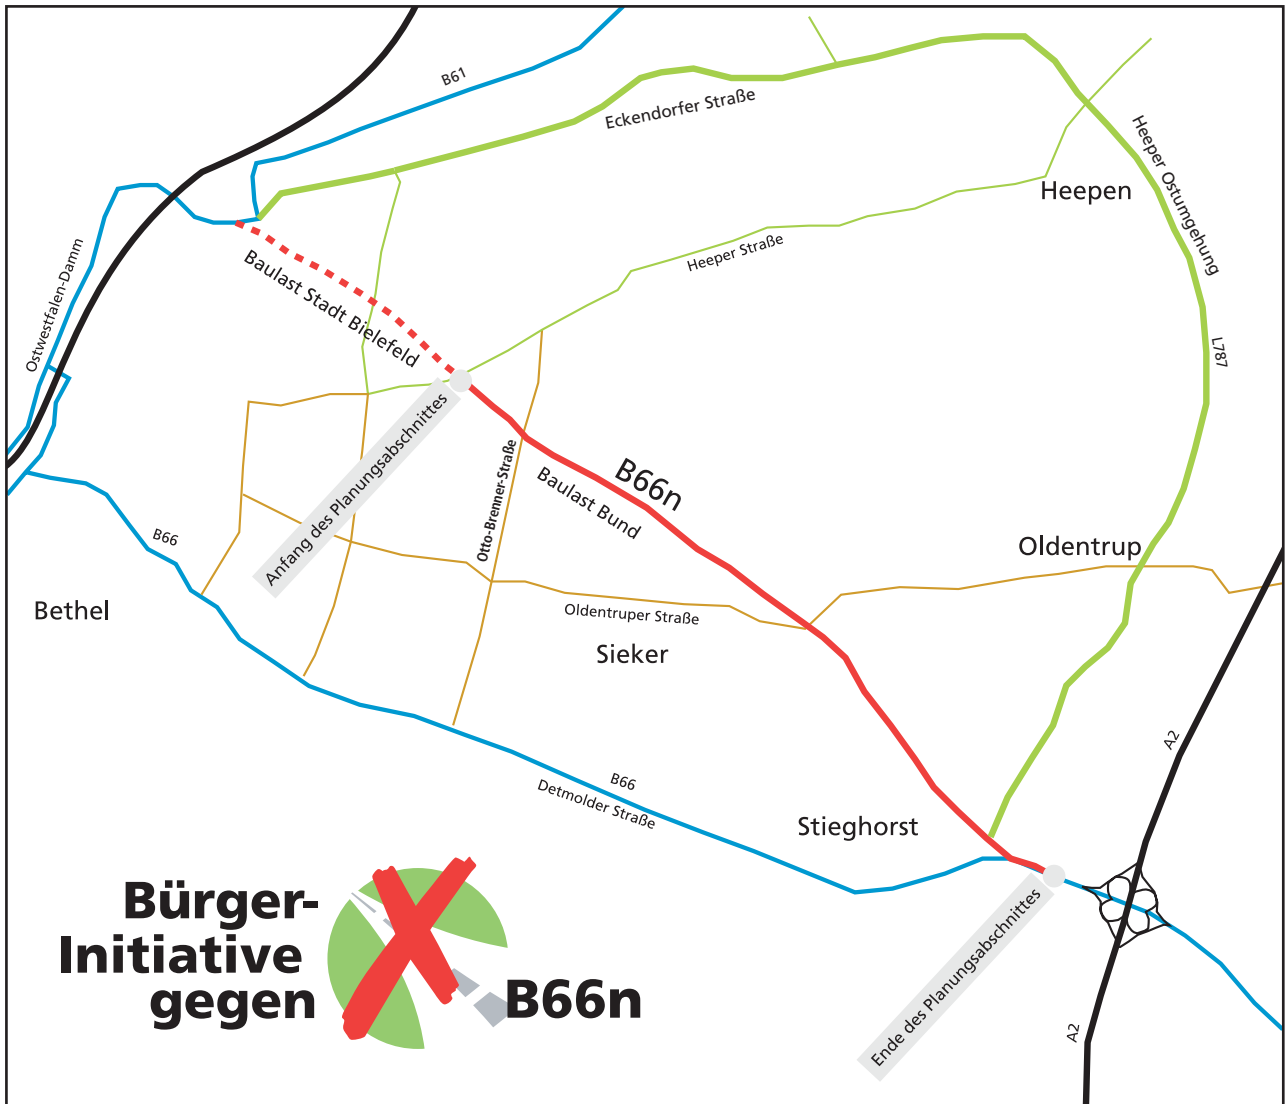 B61
Eckendorfer Straße
Heeper Ostumgehung
Heepen
Heeper Straße
Ostwestfalen-Damm
Baulast Stadt Bielefeld
L787
Anfang des Planungsabschnittes
Otto-Brenner-Straße
B66n
Baulast Bund
B66
Oldentrup
Bethel
Oldentruper Straße
Sieker
A2
B66
Detmolder Straße
Stieghorst
Ende des Planungsabschnittes
A2
Bürger-
Initiative
gegen
B66n